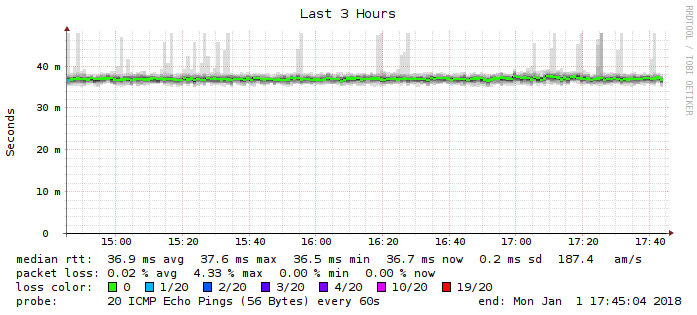 Last 3 Hours
RRDTOOL / TOBI OETIKER
Seconds
40 m
30 m
20 m
10 m
0
15:00 15:20 15:40 16:00 16:20 16:40 17:00 17:20 17:40
median rtt: 36.9 ms avg 37.6 ms max 36.5 ms min 36.7 ms now 0.2 ms sd 187.4 am/s
packet loss: 0.02 % avg 4.33 % max 0.00 % min 0.00 % now
loss color: 0 1/20 2/20 3/20 4/20 10/20 19/20
probe: 20 ICMP Echo Pings (56 Bytes) every 60s end: Mon Jan 1 17:45:04 2018